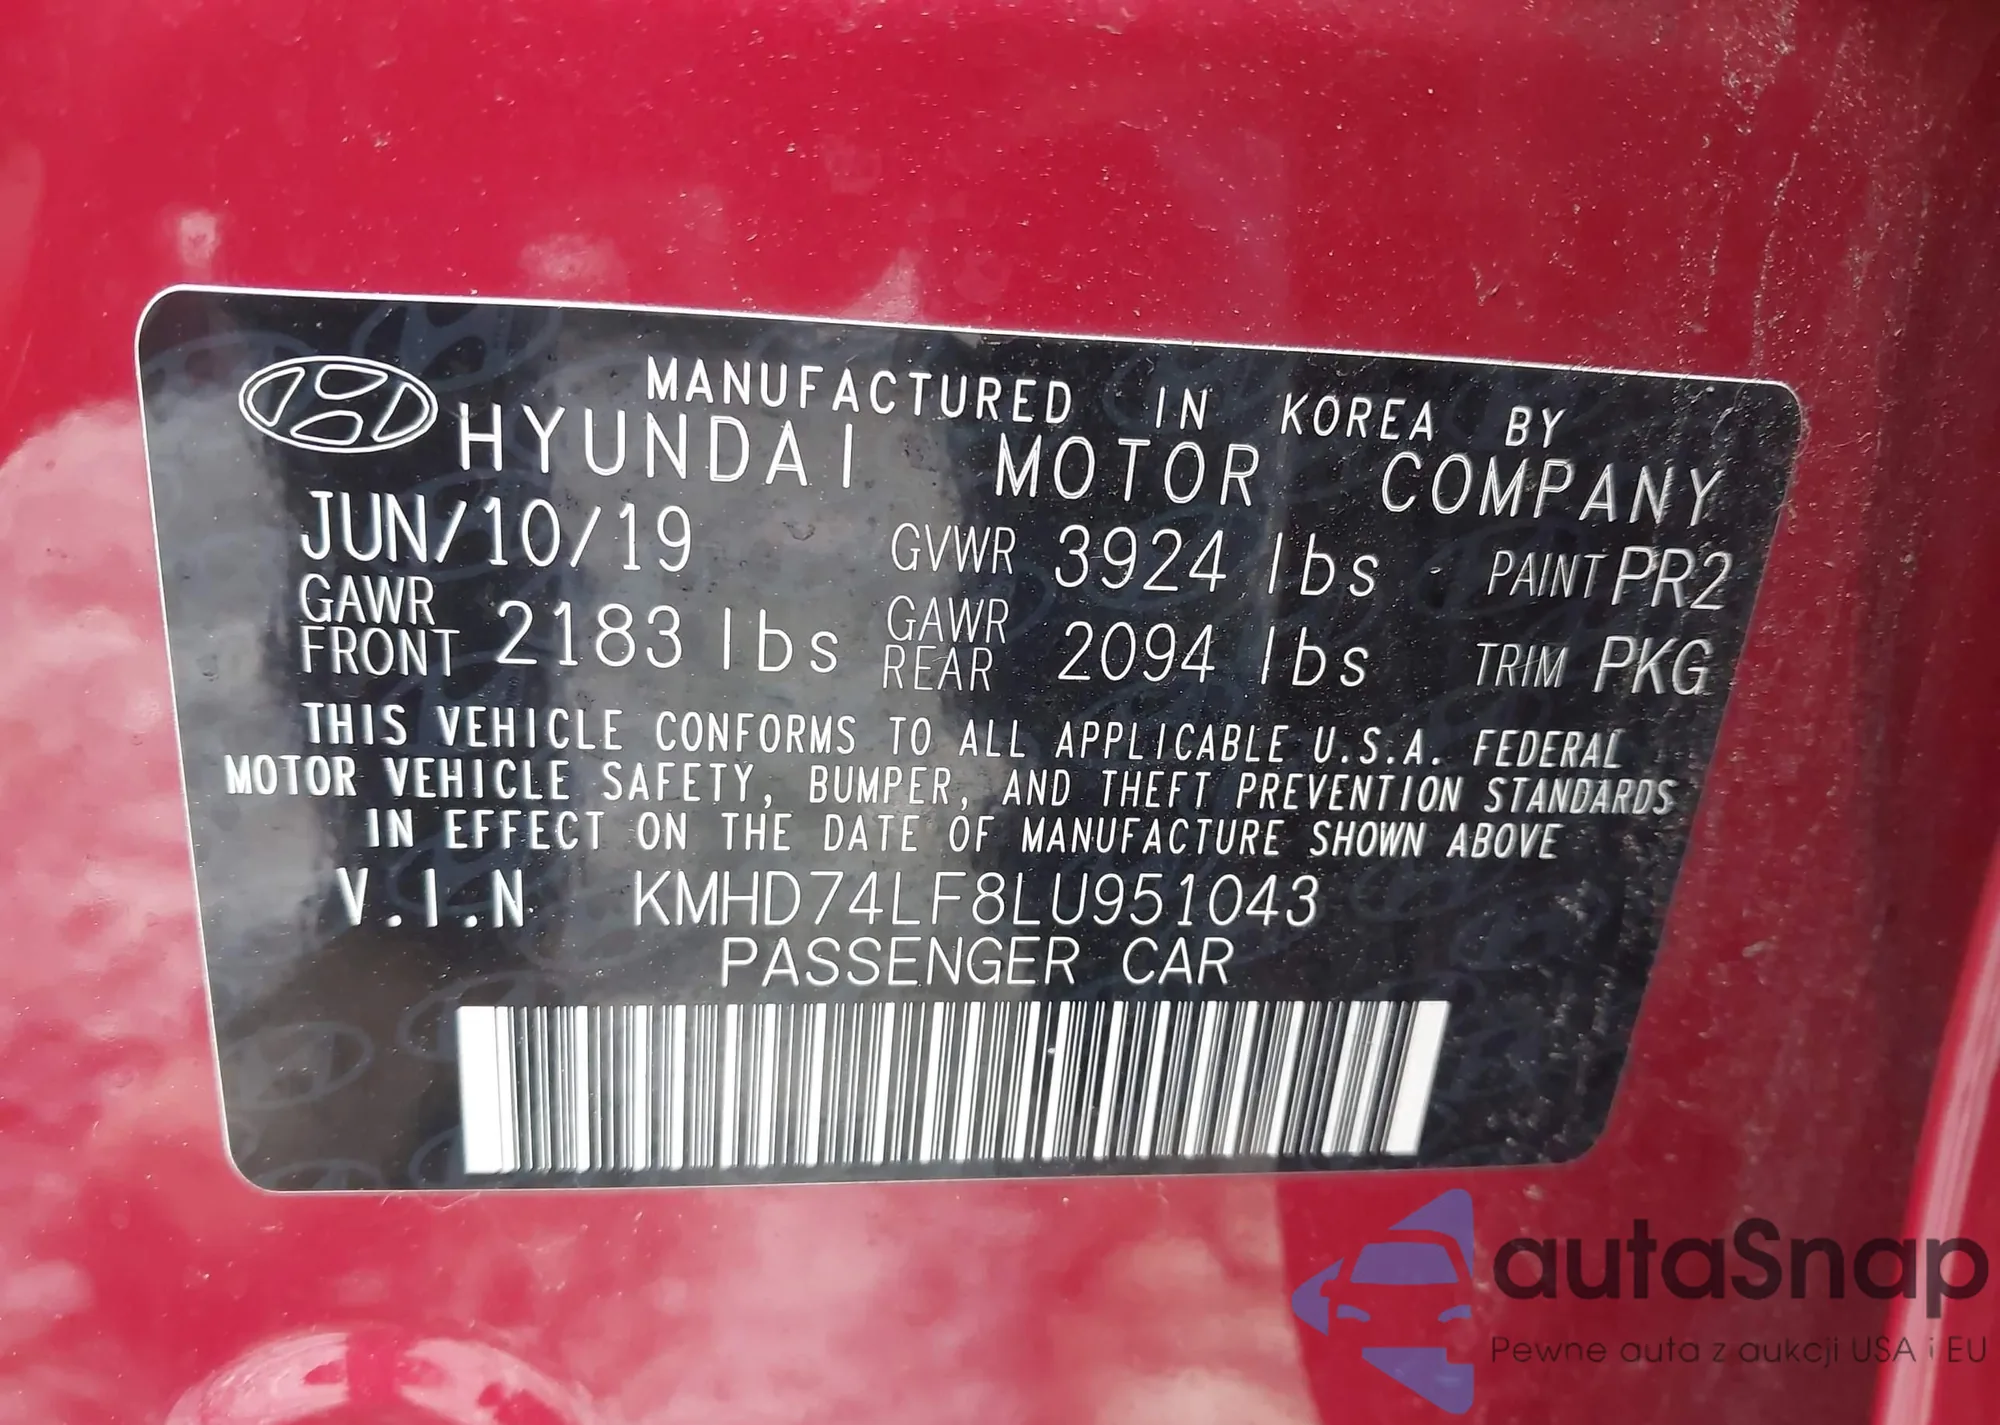 MANUFACTURED IN KOREA BY
HYUNDAI MOTOR COMPANY
JUN/10/19 GVWR 3924 lbs PAINT PR2
GAWR FRONT 2183 lbs GAWR REAR 2094 lbs TRIM PKG
THIS VEHICLE CONFORMS TO ALL APPLICABLE U.S.A. FEDERAL
MOTOR VEHICLE SAFETY, BUMPER, AND THEFT PREVENTION STANDARDS
IN EFFECT ON THE DATE OF MANUFACTURE SHOWN ABOVE
V.I.N. KMHD74LF8LU951043
PASSENGER CAR
autaSnap
Pewne auta z aukcji USA i EU